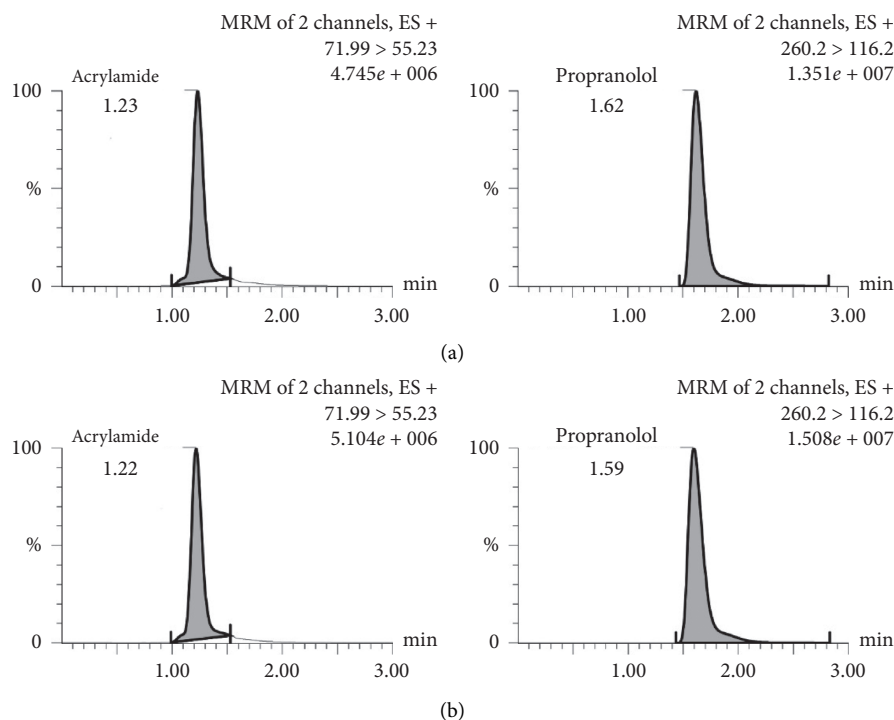 MRM of 2 channels, ES +
71.99 > 55.23
4.745e + 006
Acrylamide
1.23
100
%
0
1.00
2.00
3.00
min
MRM of 2 channels, ES +
260.2 > 116.2
1.351e + 007
Propranolol
1.62
100
%
0
1.00
2.00
3.00
min
(a)
MRM of 2 channels, ES +
71.99 > 55.23
5.104e + 006
Acrylamide
1.22
100
%
0
1.00
2.00
3.00
min
MRM of 2 channels, ES +
260.2 > 116.2
1.508e + 007
Propranolol
1.59
100
%
0
1.00
2.00
3.00
min
(b)